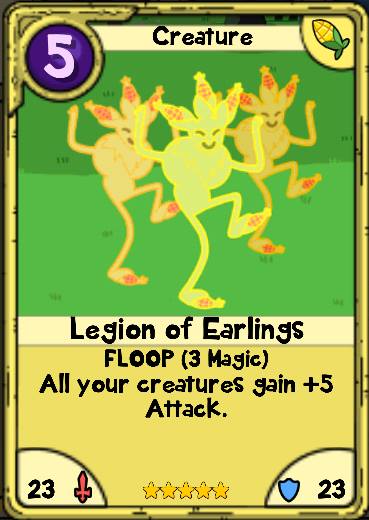 5
Creature
Legion of Earlings
FLOOP (3 Magic)
All your creatures gain +5
Attack.
23 23